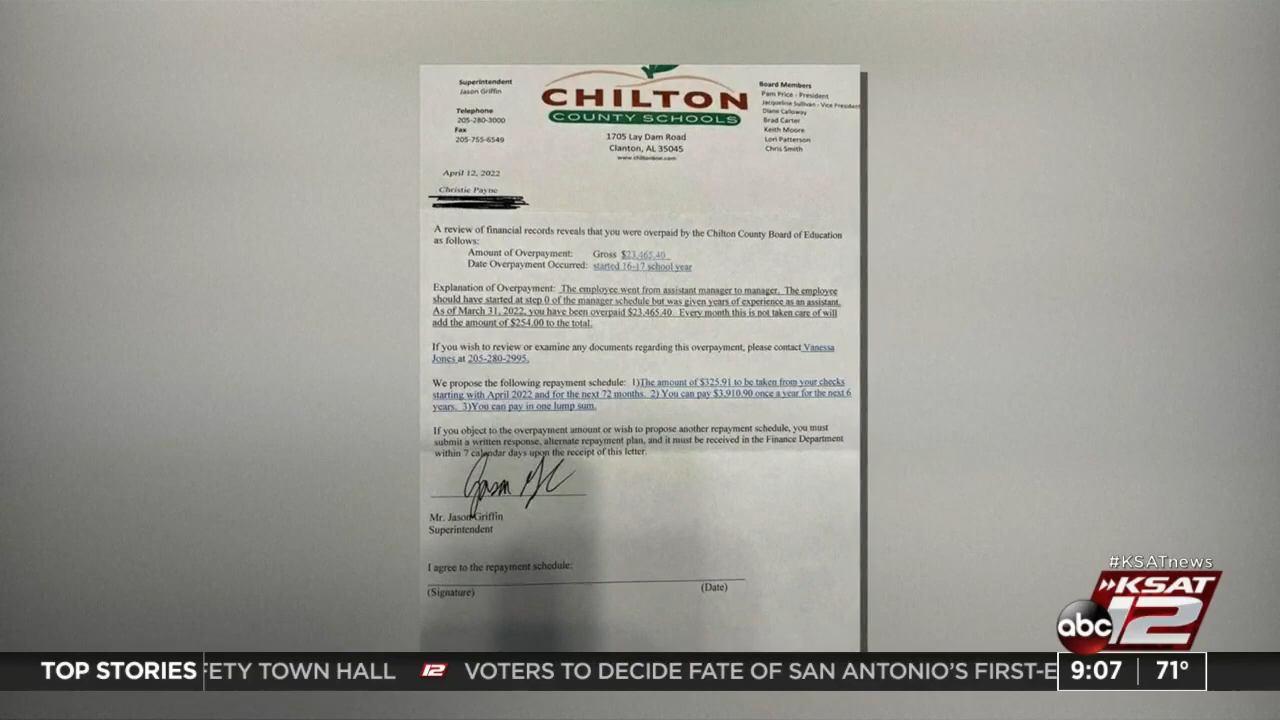 Superintendent
Jason Griffin
Telephone
205-280-3000
Fax
205-755-6549
CHILTON
COUNTY SCHOOLS
1705 Lay Dam Road
Clanton, AL 35045
www.chiltonboe.com
Board Members
Pam Price - President
Jacqueline Sullivan - Vice President
Diane Calloway
Brad Carter
Keith Moore
Lori Patterson
Chris Smith
April 12, 2022
Christie Payne
A review of financial records reveals that you were overpaid by the Chilton County Board of Education
as follows:
Amount of Overpayment: Gross $23,465.40
Date Overpayment Occurred: started 16-17 school year
Explanation of Overpayment: The employee went from assistant manager to manager. The employee
should have started at step 0 of the manager schedule but was given years of experience as an assistant.
As of March 31, 2022, you have been overpaid $23,465.40. Every month this is not taken care of will
add the amount of $254.00 to the total.
If you wish to review or examine any documents regarding this overpayment, please contact Vanessa
Jones at 205-280-2995.
We propose the following repayment schedule: 1)The amount of $325.91 to be taken from your checks
starting with April 2022 and for the next 72 months. 2) You can pay $3,910.90 once a year for the next 6
years. 3)You can pay in one lump sum.
If you object to the overpayment amount or wish to propose another repayment schedule, you must
submit a written response, alternate repayment plan, and it must be received in the Finance Department
within 7 calendar days upon the receipt of this letter.
Mr. Jason Griffin
Superintendent
I agree to the repayment schedule:
(Signature) (Date)
#KSATnews
KSAT
abc 12
TOP STORIES FETY TOWN HALL 12 VOTERS TO DECIDE FATE OF SAN ANTONIO'S FIRST-E 9:07 71°